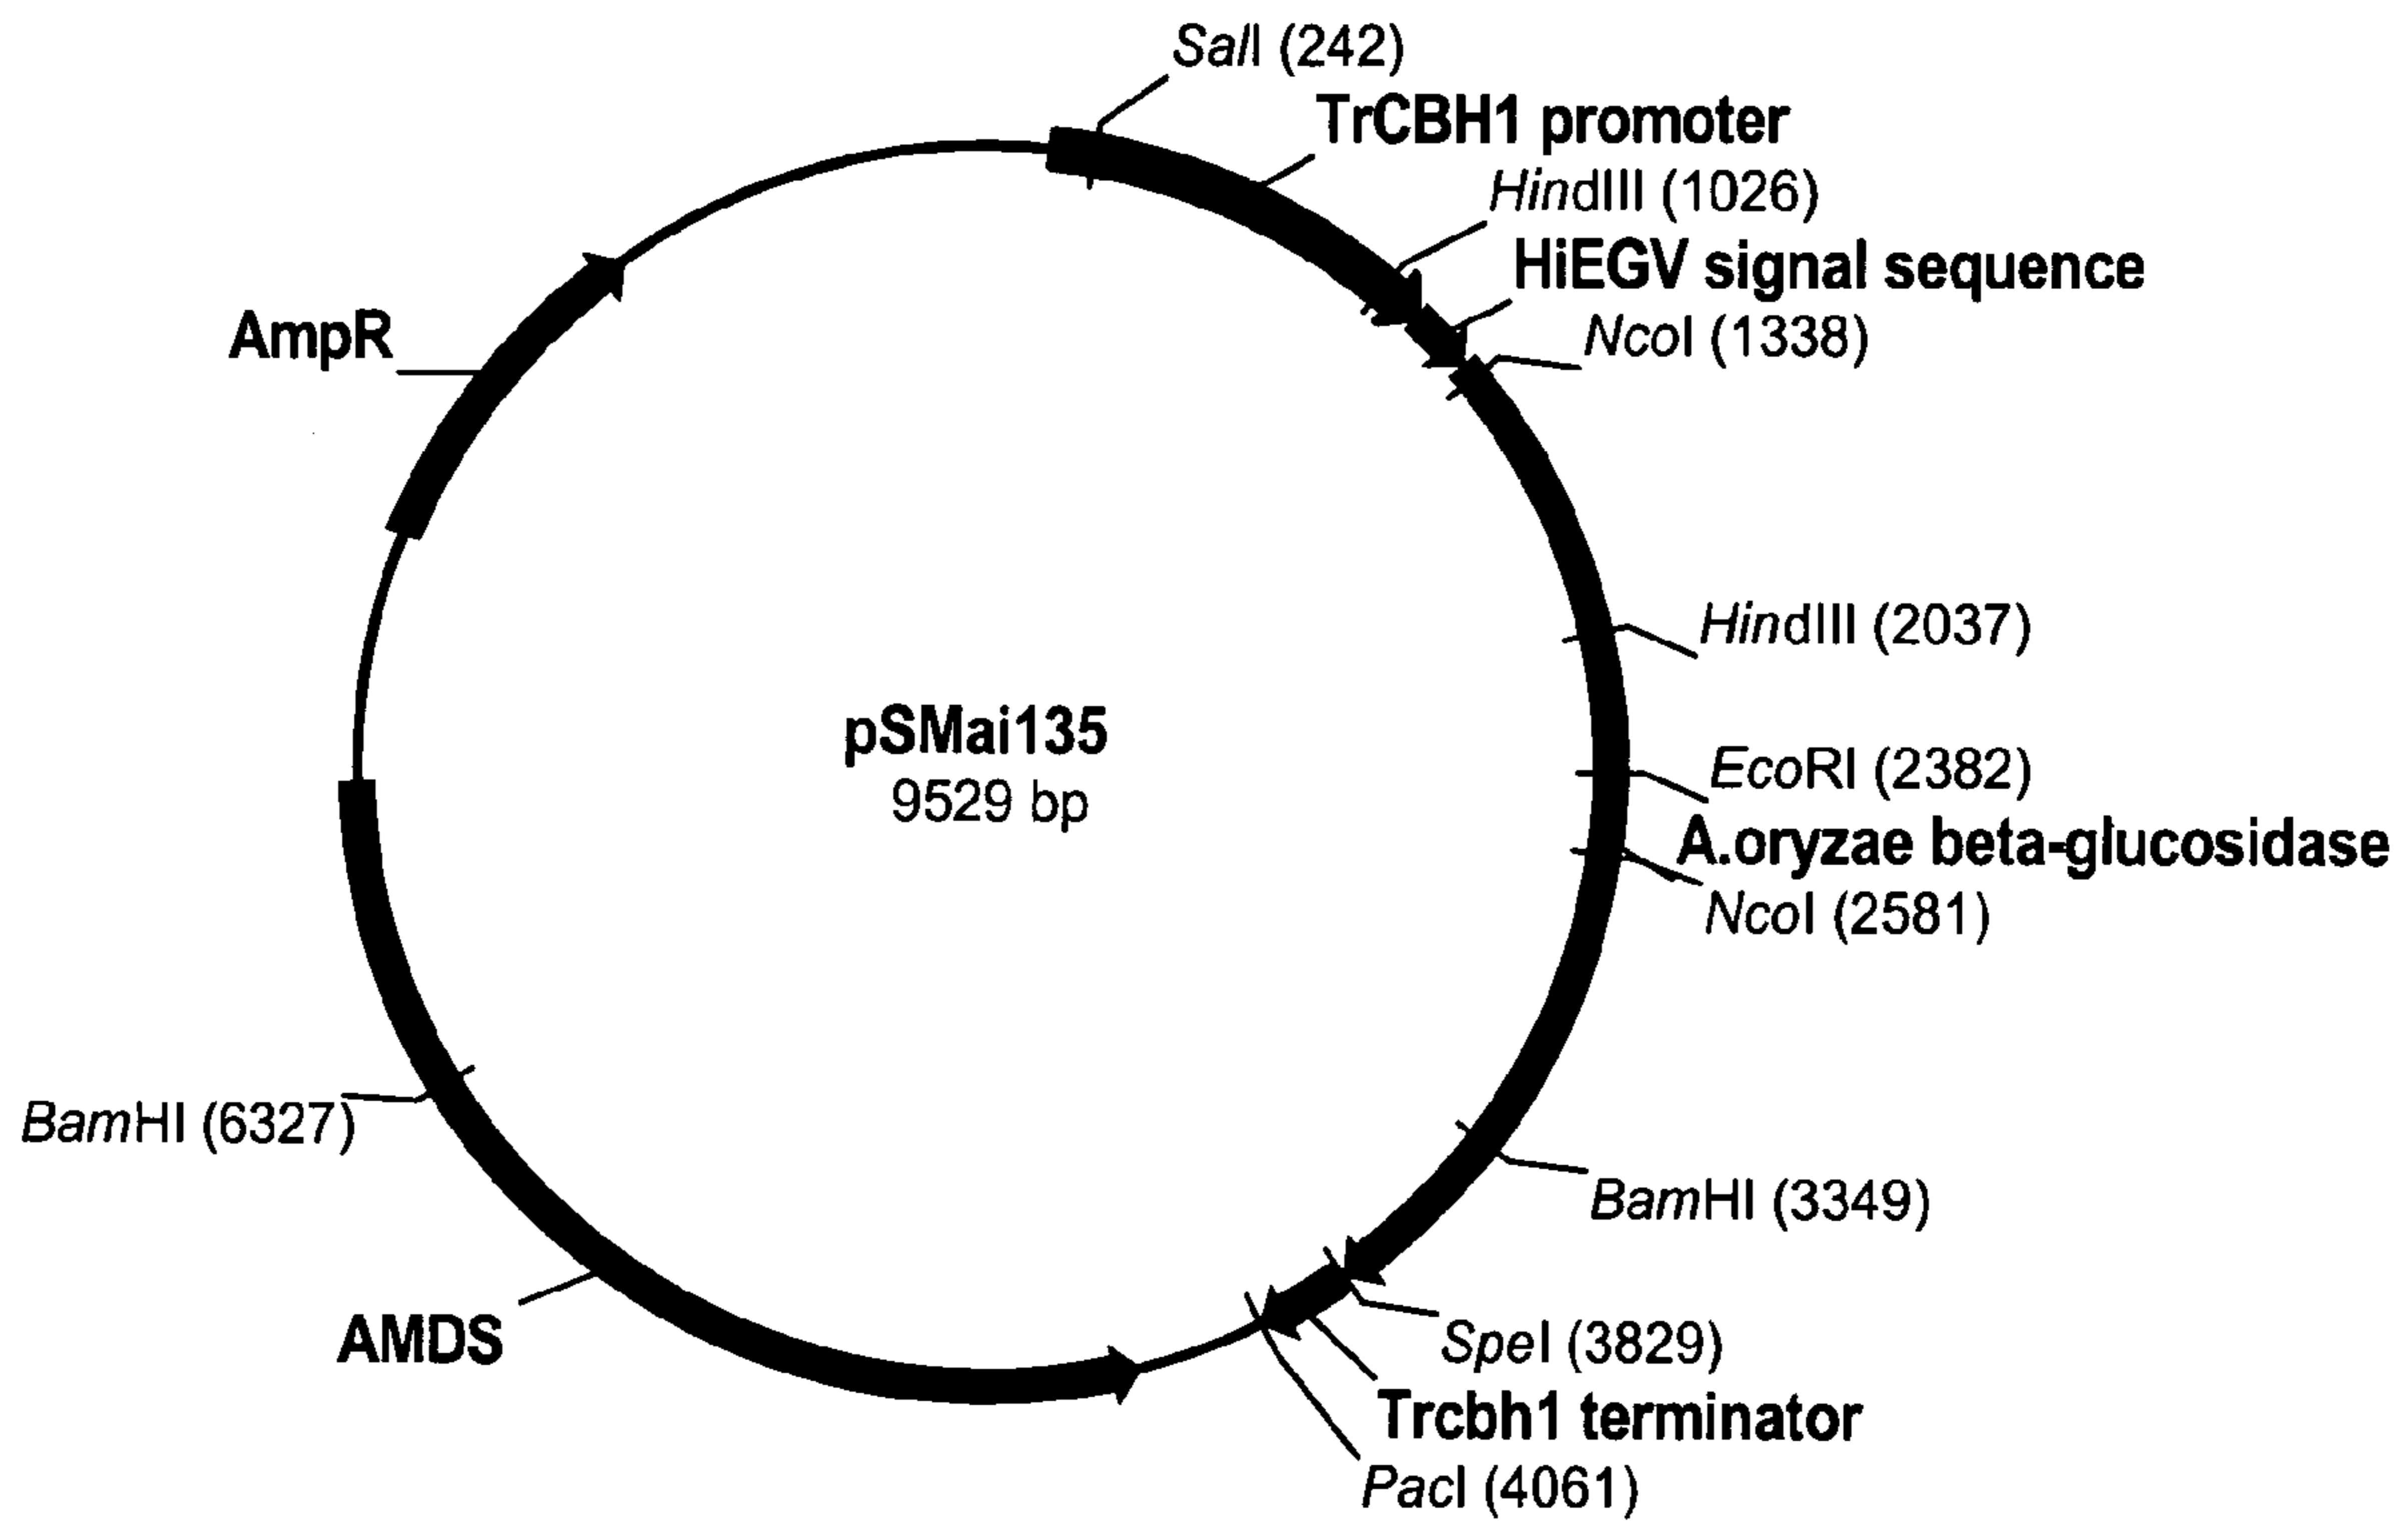 SalI (242)
TrCBH1 promoter
HindIII (1026)
HiEGV signal sequence
NcoI (1338)
AmpR
HindIII (2037)
pSMai135
9529 bp
EcoRI (2382)
A.oryzae beta-glucosidase
NcoI (2581)
BamHI (6327)
BamHI (3349)
AMDS
SpeI (3829)
Trcbh1 terminator
PacI (4061)